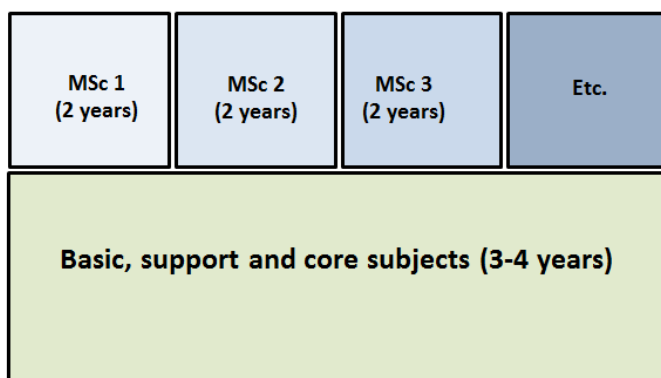 MSc 1
(2 years)
MSc 2
(2 years)
MSc 3
(2 years)
Etc.
Basic, support and core subjects (3-4 years)